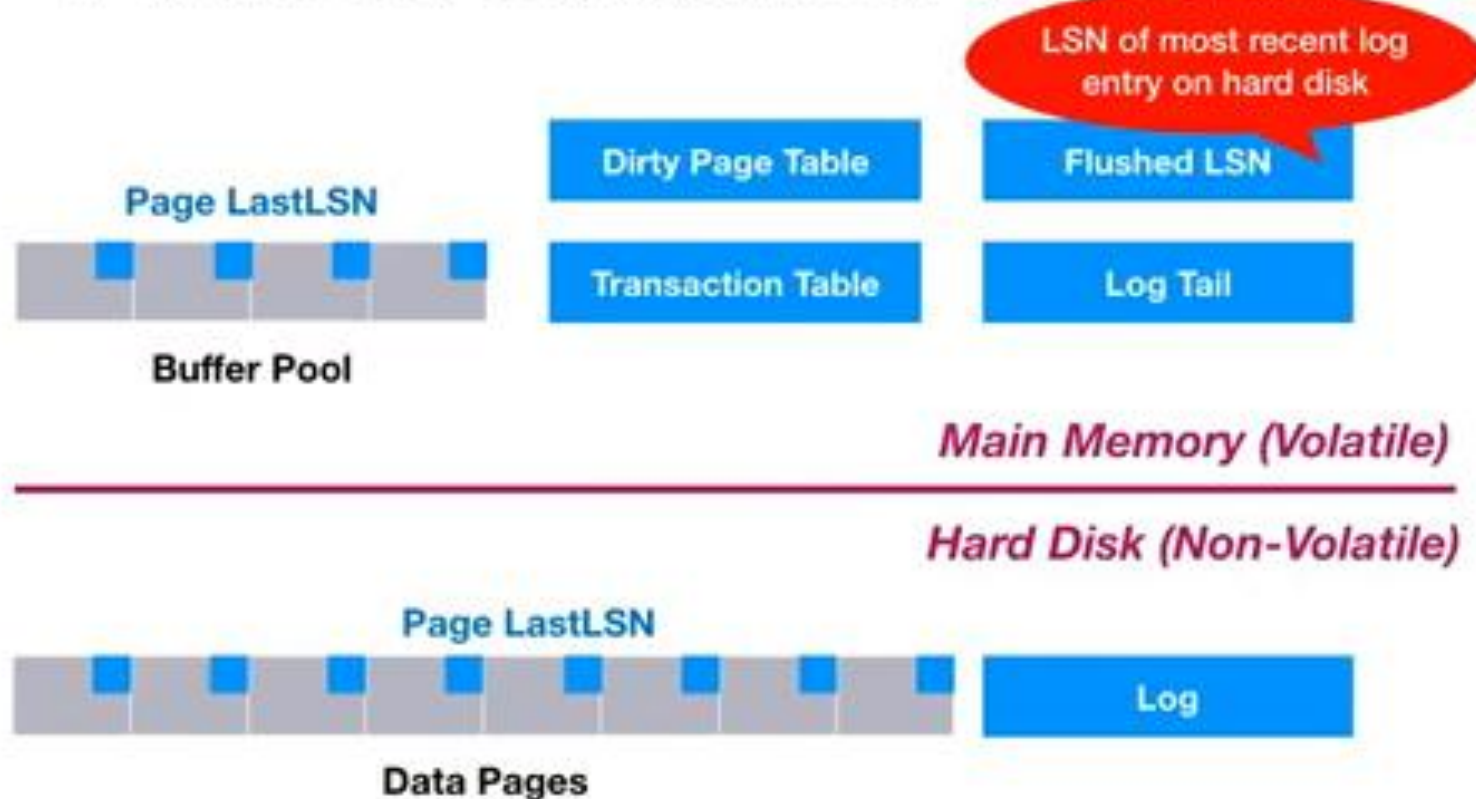 LSN of most recent log
entry on hard disk
Dirty Page Table
Flushed LSN
Page LastLSN
Transaction Table
Log Tail
Buffer Pool
Main Memory (Volatile)
Hard Disk (Non-Volatile)
Page LastLSN
Log
Data Pages